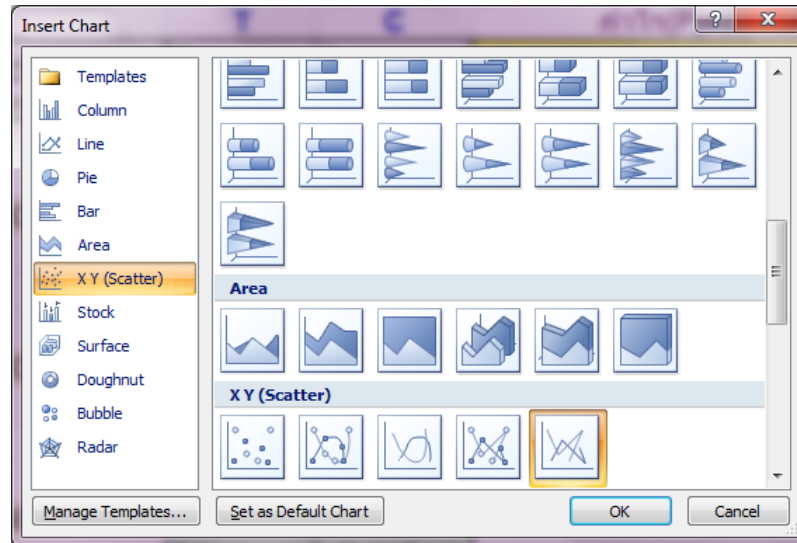 Insert Chart
T
C
Templates
Column
Line
Pie
Bar
Area
X Y (Scatter)
Stock
Surface
Doughnut
Bubble
Radar
Area
X Y (Scatter)
Manage Templates...
Set as Default Chart
OK
Cancel